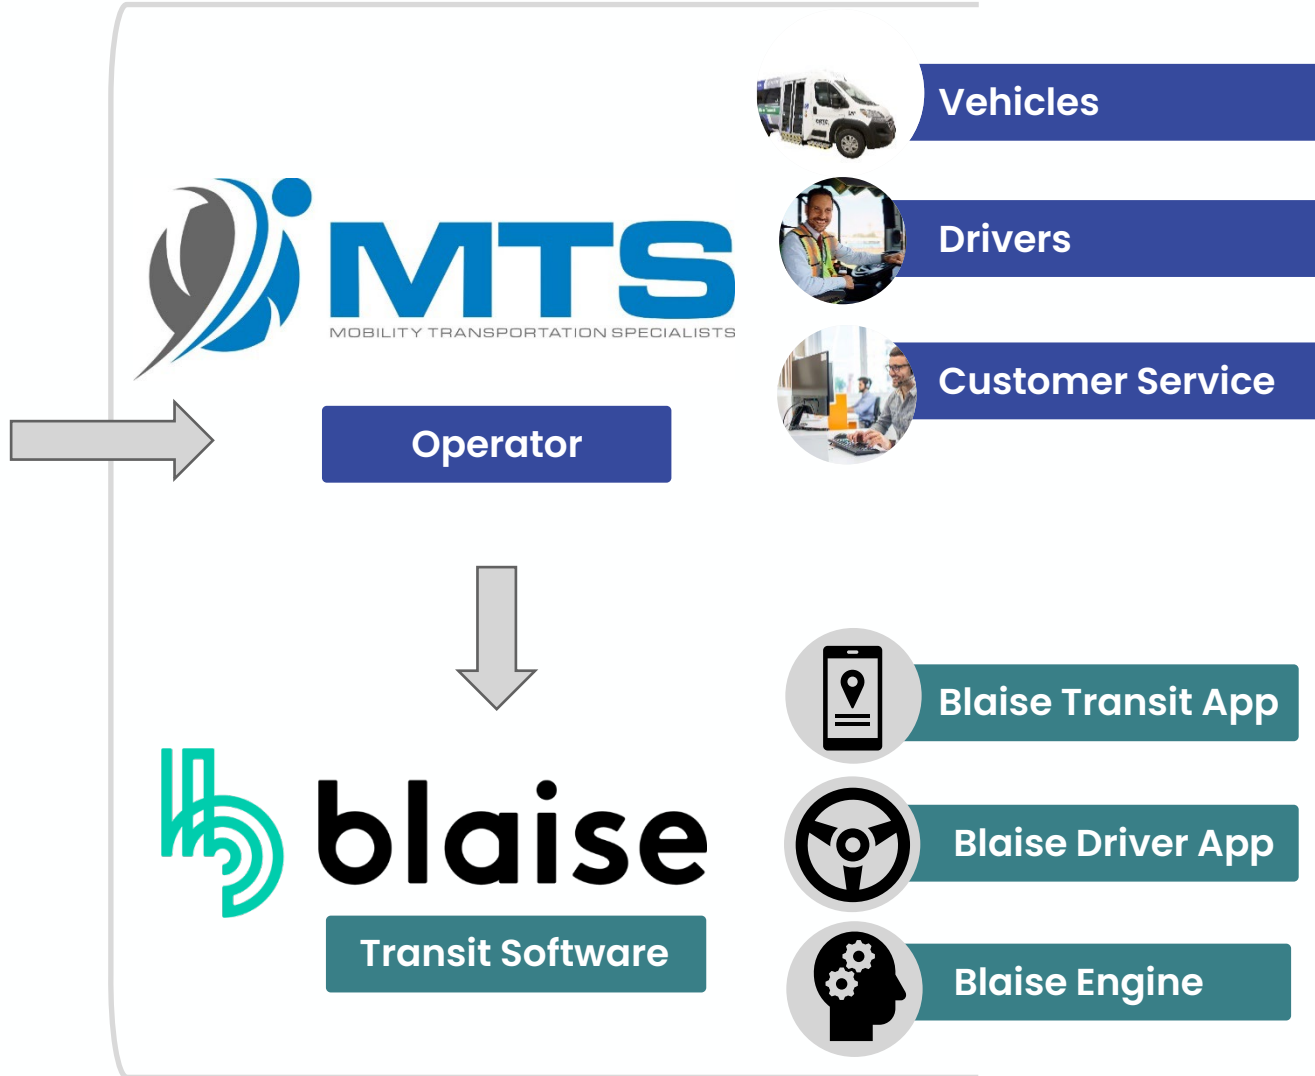 Vehicles
Drivers
Customer Service
MTS
MOBILITY TRANSPORTATION SPECIALISTS
Operator
blaise
Transit Software
Blaise Transit App
Blaise Driver App
Blaise Engine